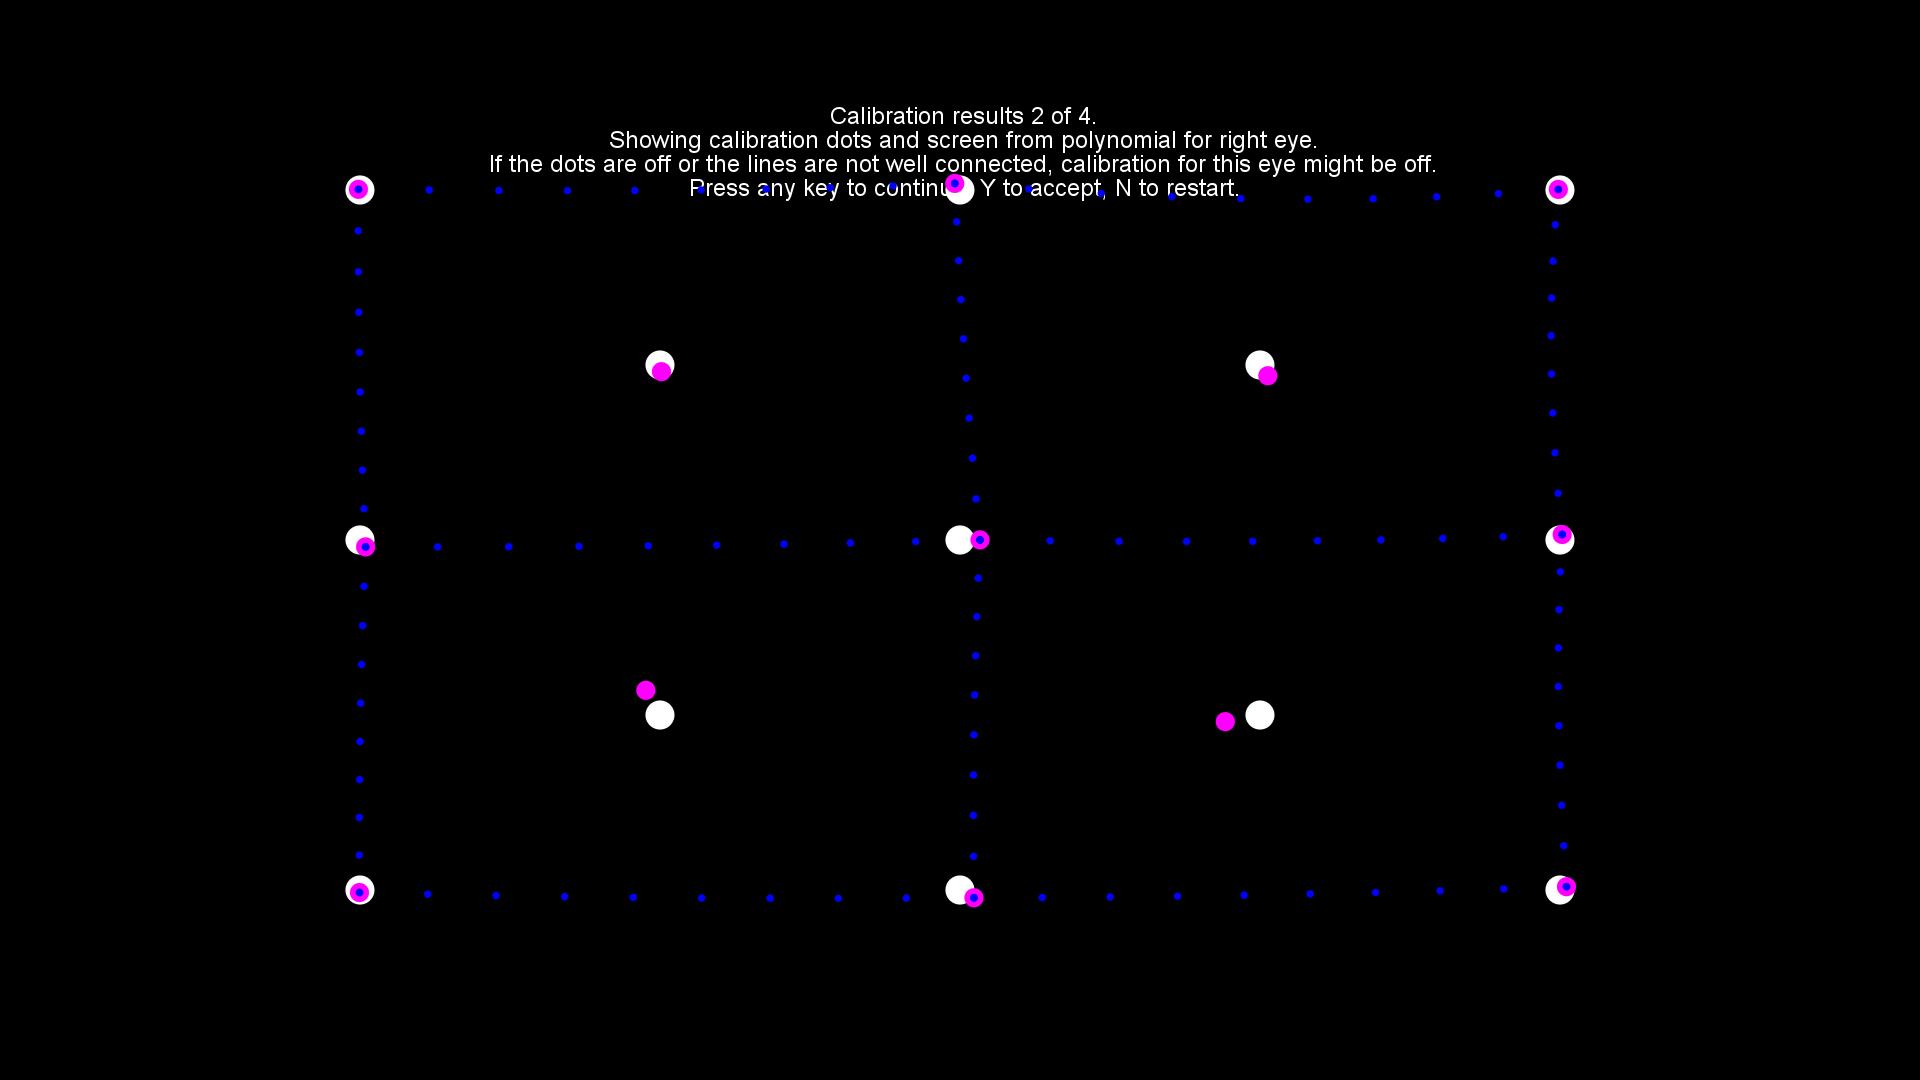 Calibration results 2 of 4.
Showing calibration dots and screen from polynomial for right eye.
If the dots are off or the lines are not well connected, calibration for this eye might be off.
Press any key to continu Y to accept, N to restart.